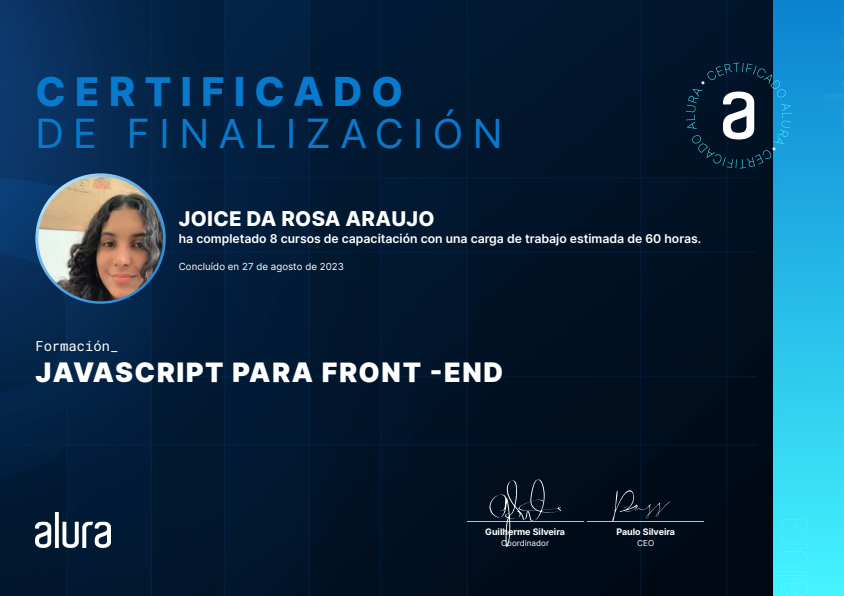 CERTIFICADO
DE FINALIZACIÓN
• CERTIFICADO ALURA • CERTIFICADO ALURA
a
JOICE DA ROSA ARAUJO
ha completado 8 cursos de capacitación con una carga de trabajo estimada de 60 horas.
Concluído en 27 de agosto de 2023
Formación_
JAVASCRIPT PARA FRONT -END
alura
Guilherme Silveira
Coordinador
Paulo Silveira
CEO
alura